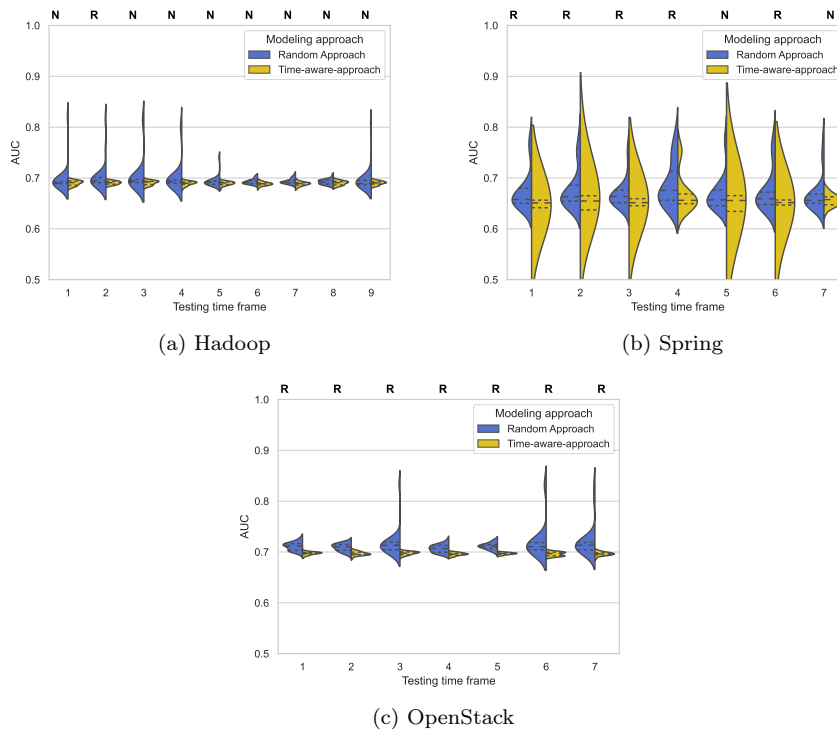 N R N N N N N N N
1.0
0.9
0.8
0.7
0.6
0.5
AUC
Modeling approach
Random Approach
Time-aware-approach
1 2 3 4 5 6 7 8 9
Testing time frame
(a) Hadoop
R R R R N R N
1.0
0.9
0.8
0.7
0.6
0.5
AUC
Modeling approach
Random Approach
Time-aware-approach
1 2 3 4 5 6 7
Testing time frame
(b) Spring
R R R R R R R
1.0
0.9
0.8
0.7
0.6
0.5
AUC
Modeling approach
Random Approach
Time-aware-approach
1 2 3 4 5 6 7
Testing time frame
(c) OpenStack